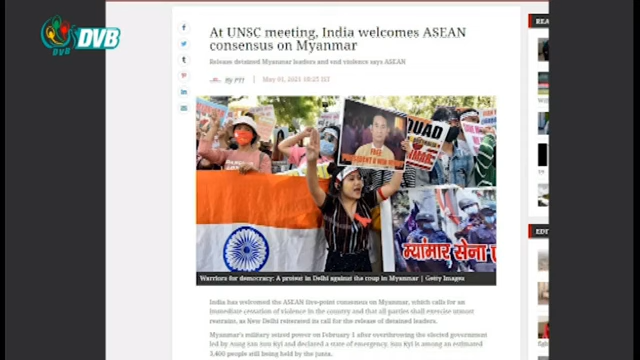 DVB
DVB
At UNSC meeting, India welcomes ASEAN
consensus on Myanmar
Release detained Myanmar leaders and end violence says ASEAN
By PTI
May 01, 2021
IST
REA
FREE
PRESIDENT U WIN
QUAD
म्यांमार सेना
Warriors for democracy: A protest in Delhi against the coup in Myanmar | Getty Images
EDIT
India has welcomed the ASEAN five-point consensus on Myanmar, which calls for an
immediate cessation of violence in the country and that all parties shall exercise utmost
restraint, as New Delhi reiterated its call for the release of detained leaders.
Myanmar's military seized power on February 1 after overthrowing the elected government
led by Aung San Suu Kyi and declared a state of emergency. Suu Kyi is among an estimated
3,400 people still being held by the junta.